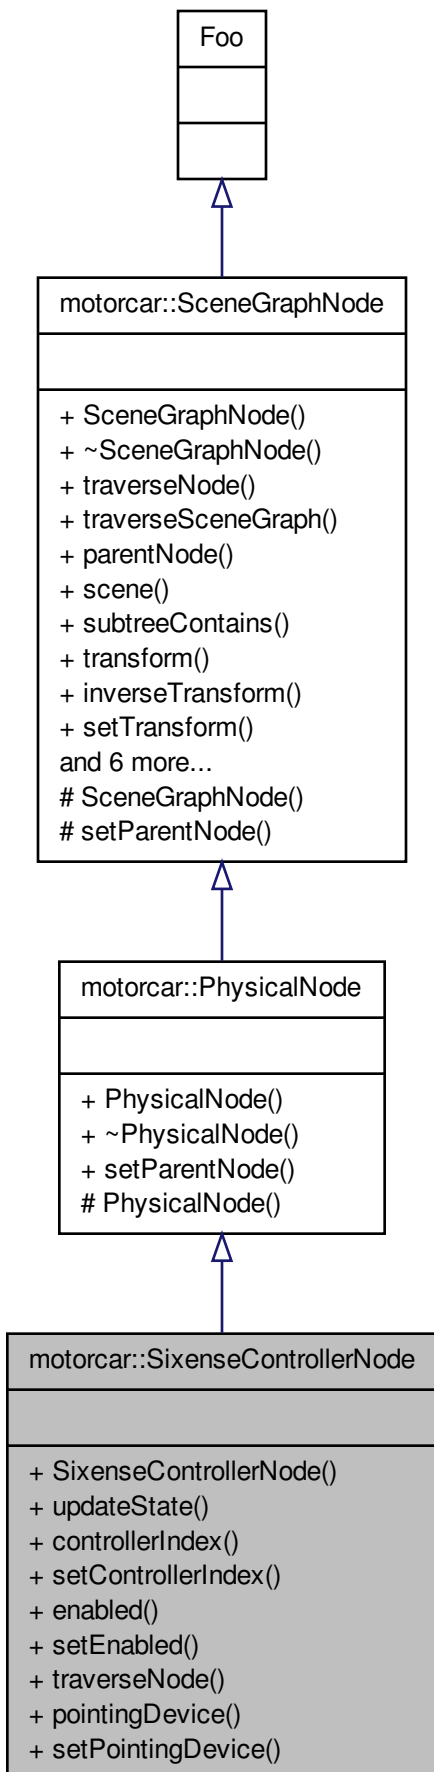 Foo
motorcar::SceneGraphNode
+ SceneGraphNode()
+ ~SceneGraphNode()
+ traverseNode()
+ traverseSceneGraph()
+ parentNode()
+ scene()
+ subtreeContains()
+ transform()
+ inverseTransform()
+ setTransform()
and 6 more...
# SceneGraphNode()
# setParentNode()
motorcar::PhysicalNode
+ PhysicalNode()
+ ~PhysicalNode()
+ setParentNode()
# PhysicalNode()
motorcar::SixenseControllerNode
+ SixenseControllerNode()
+ updateState()
+ controllerIndex()
+ setControllerIndex()
+ enabled()
+ setEnabled()
+ traverseNode()
+ pointingDevice()
+ setPointingDevice()